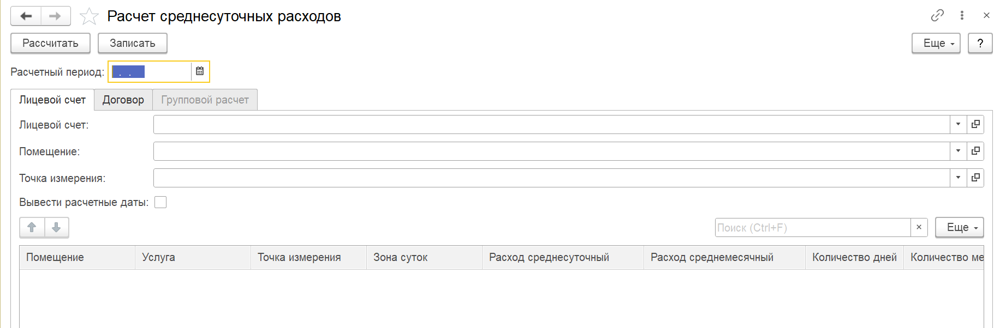 Расчет среднесуточных расходов
Рассчитать Записать Еще ?
Расчетный период: . .
Лицевой счет Договор Групповой расчет
Лицевой счет:
Помещение:
Точка измерения:
Вывести расчетные даты:
Поиск (Ctrl+F) × Еще
Помещение Услуга Точка измерения Зона суток Расход среднесуточный Расход среднемесячный Количество дней Количество ме